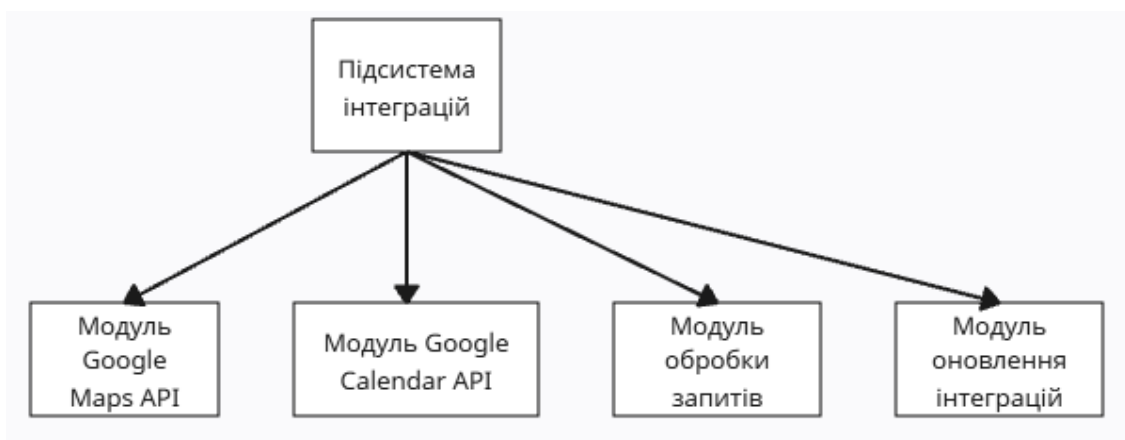 Підсистема
інтеграцій
Модуль
Google
Maps API
Модуль Google
Calendar API
Модуль
обробки
запитів
Модуль
оновлення
інтеграцій